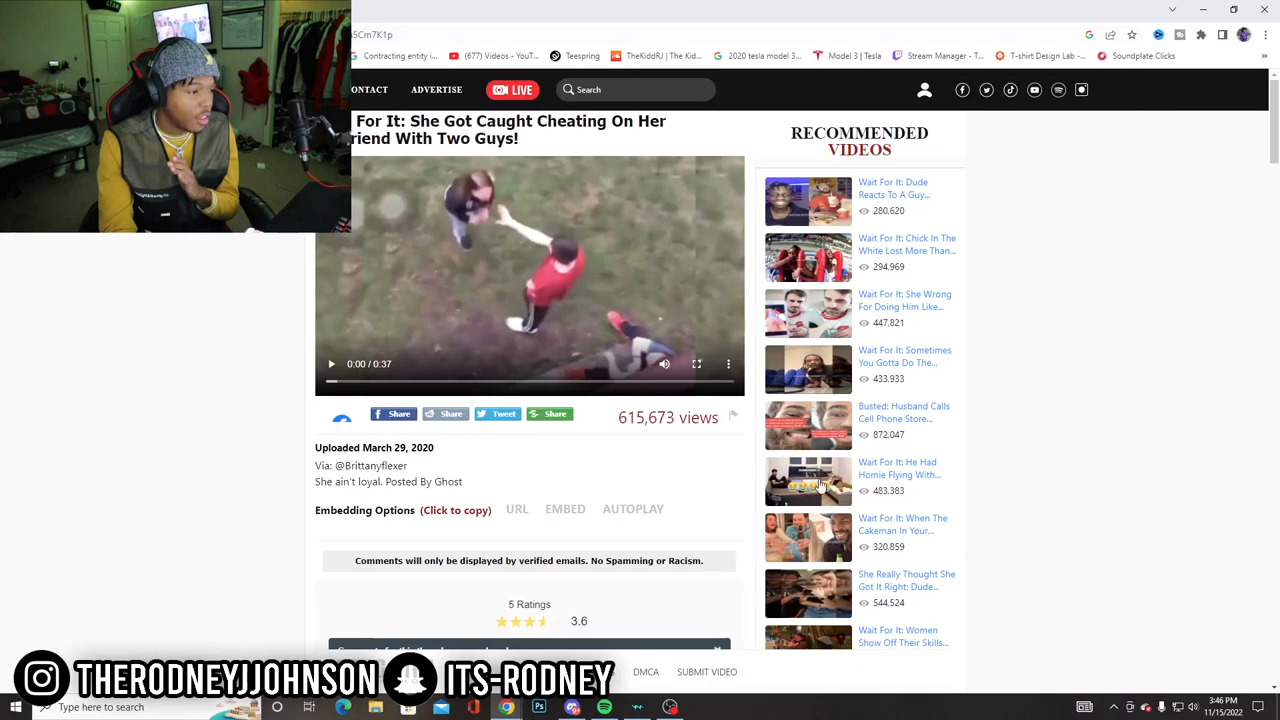 5Cm7K1p
Contracting entity i...
(677) Videos - YouT...
Teespring
TheKiddRJ | The Kid...
2020 tesla model 3...
Model 3 | Tesla
Stream Manager - T...
T-shirt Design Lab -...
Soundplate Clicks
»
ONTACT
ADVERTISE
LIVE
Search
For It: She Got Caught Cheating On Her
riend With Two Guys!
0:00 / 0:37
Share
Share
Tweet
Share
615,673 views
Uploaded March 29, 2020
Via: @Brittanyflexer
She ain't loyal. Posted By Ghost
Embedding Options (Click to copy) URL EMBED AUTOPLAY
Comments will only be displayed by verified emails. No Spamming or Racism.
5 Ratings
3.6
RECOMMENDED
VIDEOS
Wait For It: Dude
Reacts To A Guy...
280,620
Wait For It: Chick In The
White Lost More Than...
294,969
Wait For It: She Wrong
For Doing Him Like...
447,821
Wait For It: Sometimes
You Gotta Do The...
433,933
Busted: Husband Calls
Cell Phone Store...
872,047
Wait For It: He Had
Homie Flying With...
483,383
Wait For It: When The
Cakeman In Your...
320,859
She Really Thought She
Got It Right: Dude...
544,524
Wait For It: Women
Show Off Their Skills...
DMCA
SUBMIT VIDEO
THERODNEYJJOHNSON
ITS-RODNEY
Type here to search
3:46 PM
11/15/2022